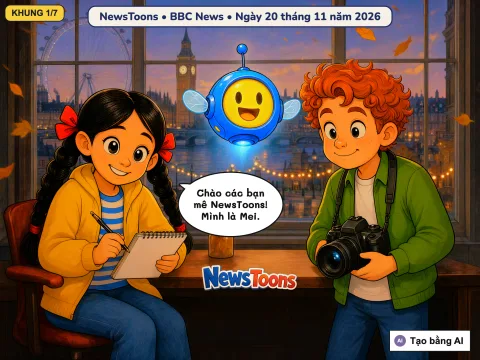 KHUNG 1/7
NewsToons • BBC News • Ngày 20 tháng 11 năm 2026
Chào các bạn
mê NewsToons!
Mình là Mei.
NewsToons
AI Tạo bằng AI